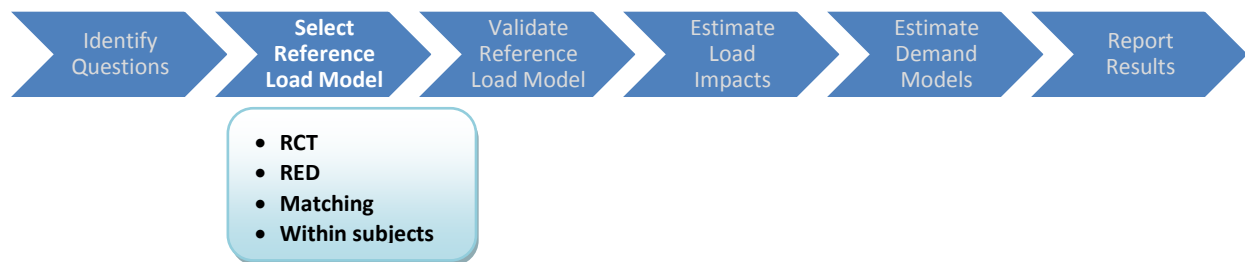 Identify
Questions
Select
Reference
Load Model
Validate
Reference
Load Model
Estimate
Load
Impacts
Estimate
Demand
Models
Report
Results
• RCT
• RED
• Matching
• Within subjects